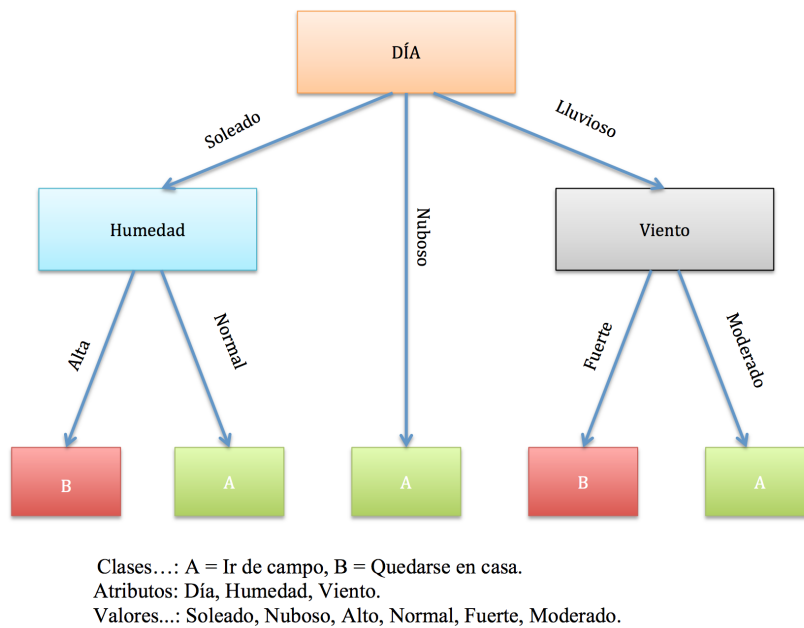 DÍA
Soleado
Lluvioso
Nuboso
Humedad
Viento
Alta
Normal
Fuerte
Moderado
B
A
A
B
A
Clases…: A = Ir de campo, B = Quedarse en casa.
Atributos: Día, Humedad, Viento.
Valores...: Soleado, Nuboso, Alto, Normal, Fuerte, Moderado.